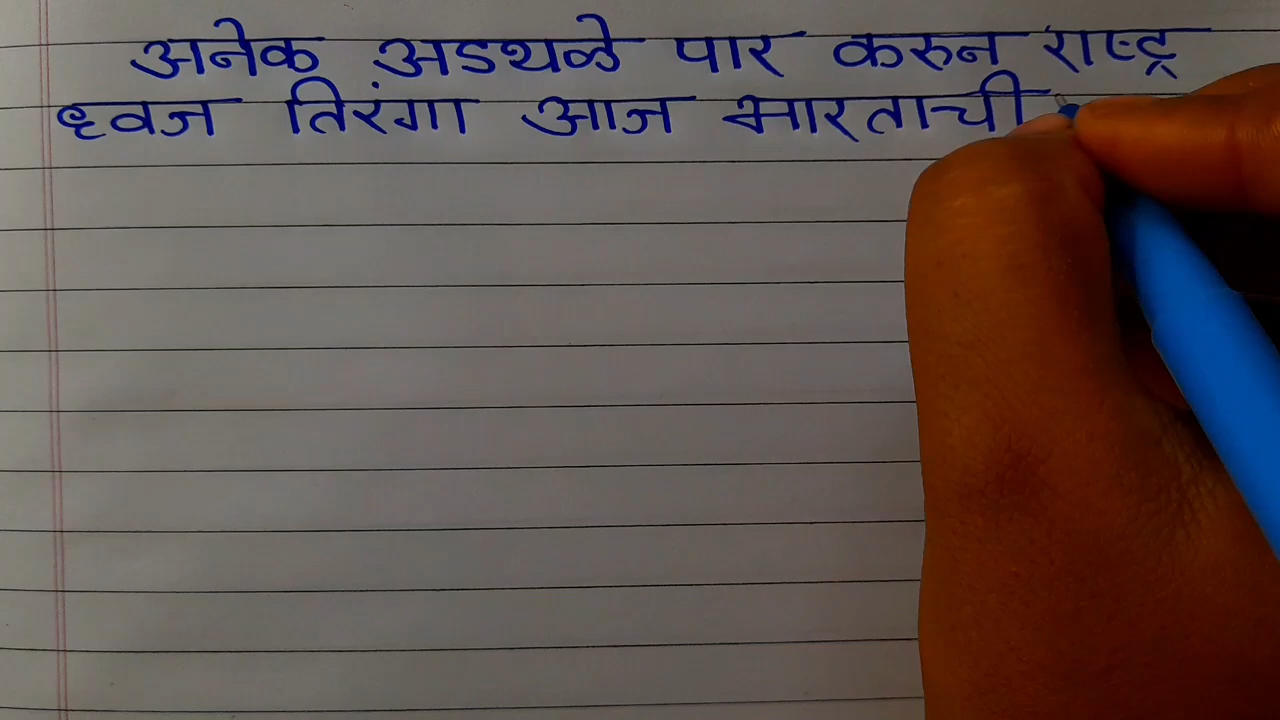 अनेक अडथळे पार करुन राष्ट्र
ध्वज तिरंगा आज भारताची